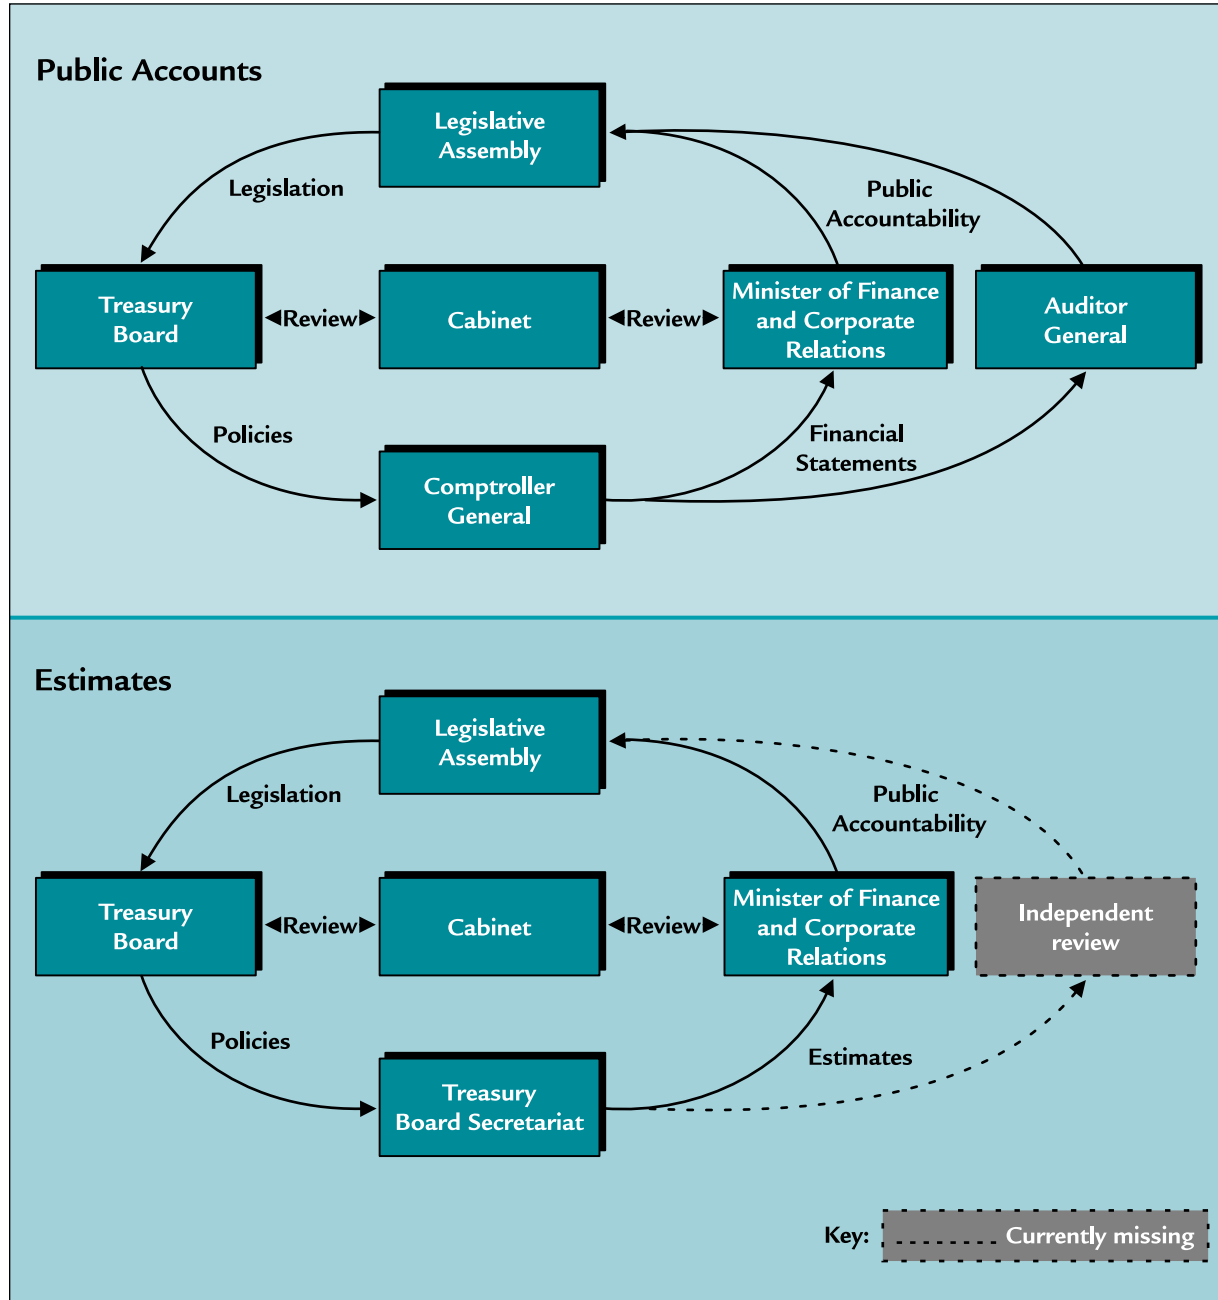 Public Accounts
Legislative
Assembly
Legislation
Public
Accountability
Treasury
Board
Review
Cabinet
Review
Minister of Finance
and Corporate
Relations
Auditor
General
Policies
Financial
Statements
Comptroller
General
Estimates
Legislative
Assembly
Legislation
Public
Accountability
Treasury
Board
Review
Cabinet
Review
Minister of Finance
and Corporate
Relations
Independent
review
Policies
Estimates
Treasury
Board Secretariat
Key:
Currently missing